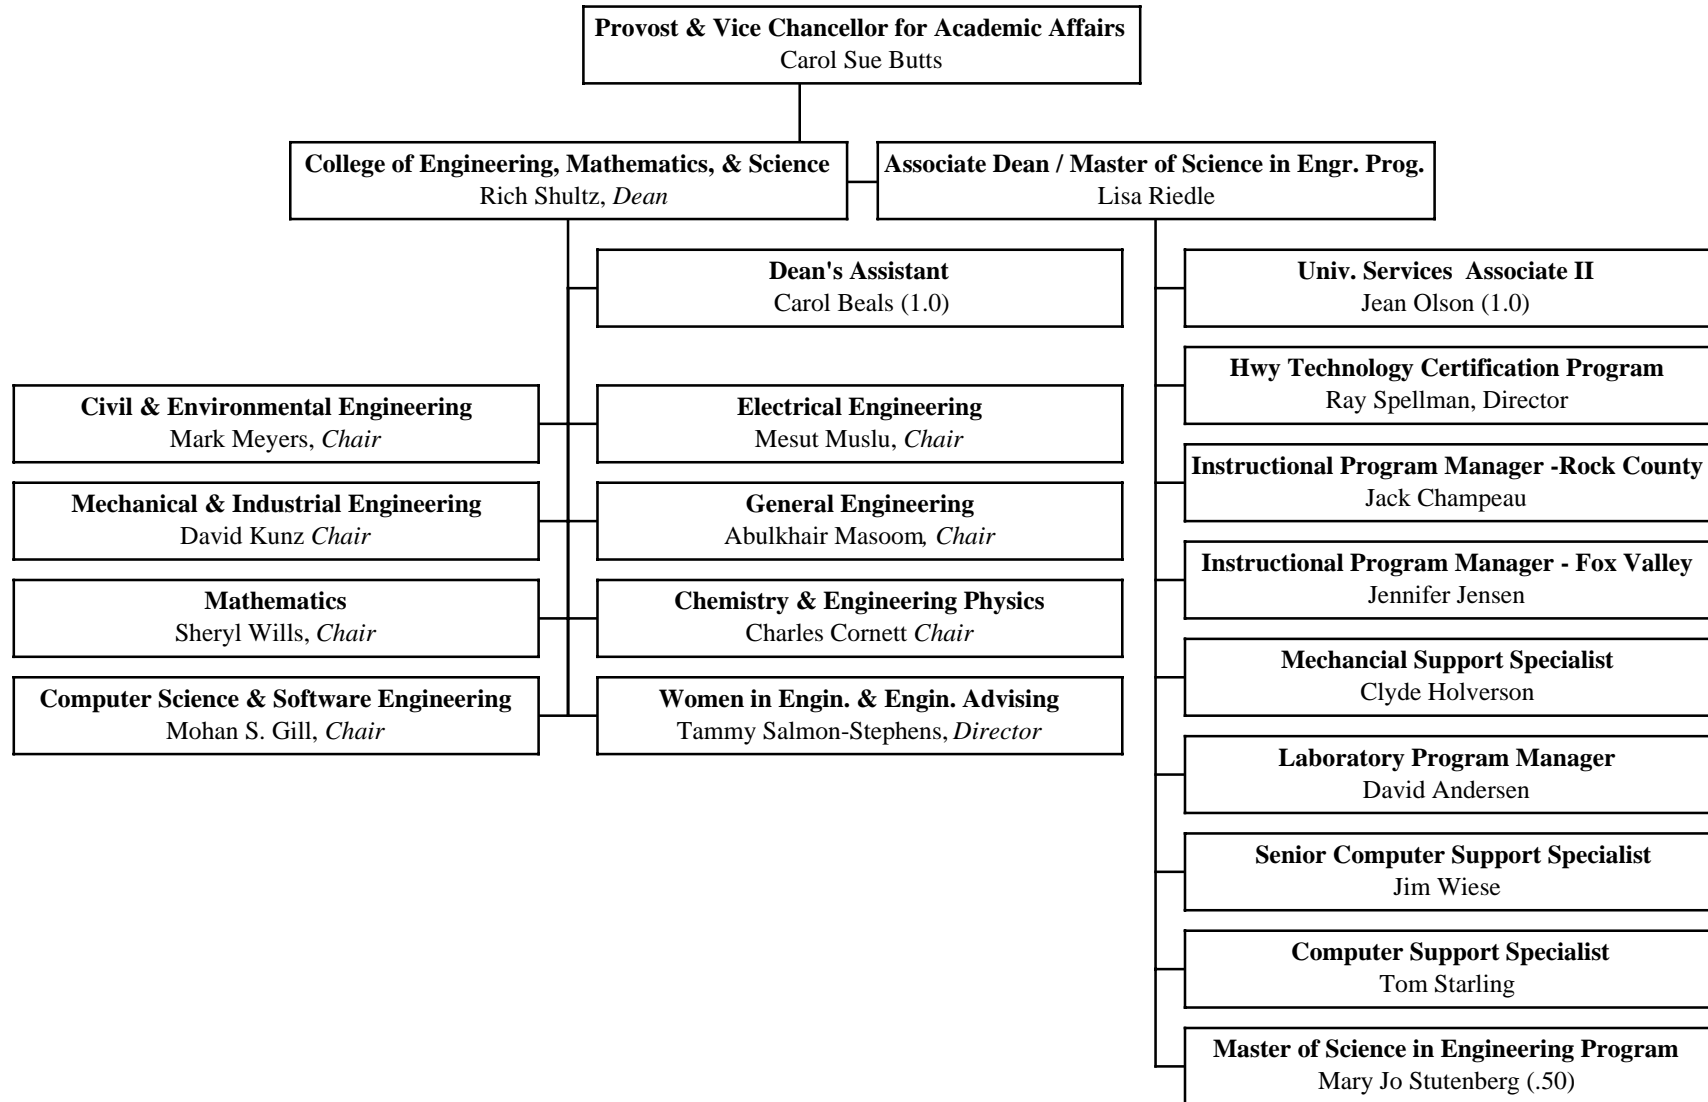 Provost & Vice Chancellor for Academic Affairs
Carol Sue Butts
College of Engineering, Mathematics, & Science
Rich Shultz, Dean
Associate Dean / Master of Science in Engr. Prog.
Lisa Riedle
Dean's Assistant
Carol Beals (1.0)
Civil & Environmental Engineering
Mark Meyers, Chair
Electrical Engineering
Mesut Muslu, Chair
Mechanical & Industrial Engineering
David Kunz Chair
General Engineering
Abulkhair Masoom, Chair
Mathematics
Sheryl Wills, Chair
Chemistry & Engineering Physics
Charles Cornett Chair
Computer Science & Software Engineering
Mohan S. Gill, Chair
Women in Engin. & Engin. Advising
Tammy Salmon-Stephens, Director
Univ. Services  Associate II
Jean Olson (1.0)
Hwy Technology Certification Program
Ray Spellman, Director
Instructional Program Manager -Rock County
Jack Champeau
Instructional Program Manager - Fox Valley
Jennifer Jensen
Mechancial Support Specialist
Clyde Holverson
Laboratory Program Manager
David Andersen
Senior Computer Support Specialist
Jim Wiese
Computer Support Specialist
Tom Starling
Master of Science in Engineering Program
Mary Jo Stutenberg (.50)